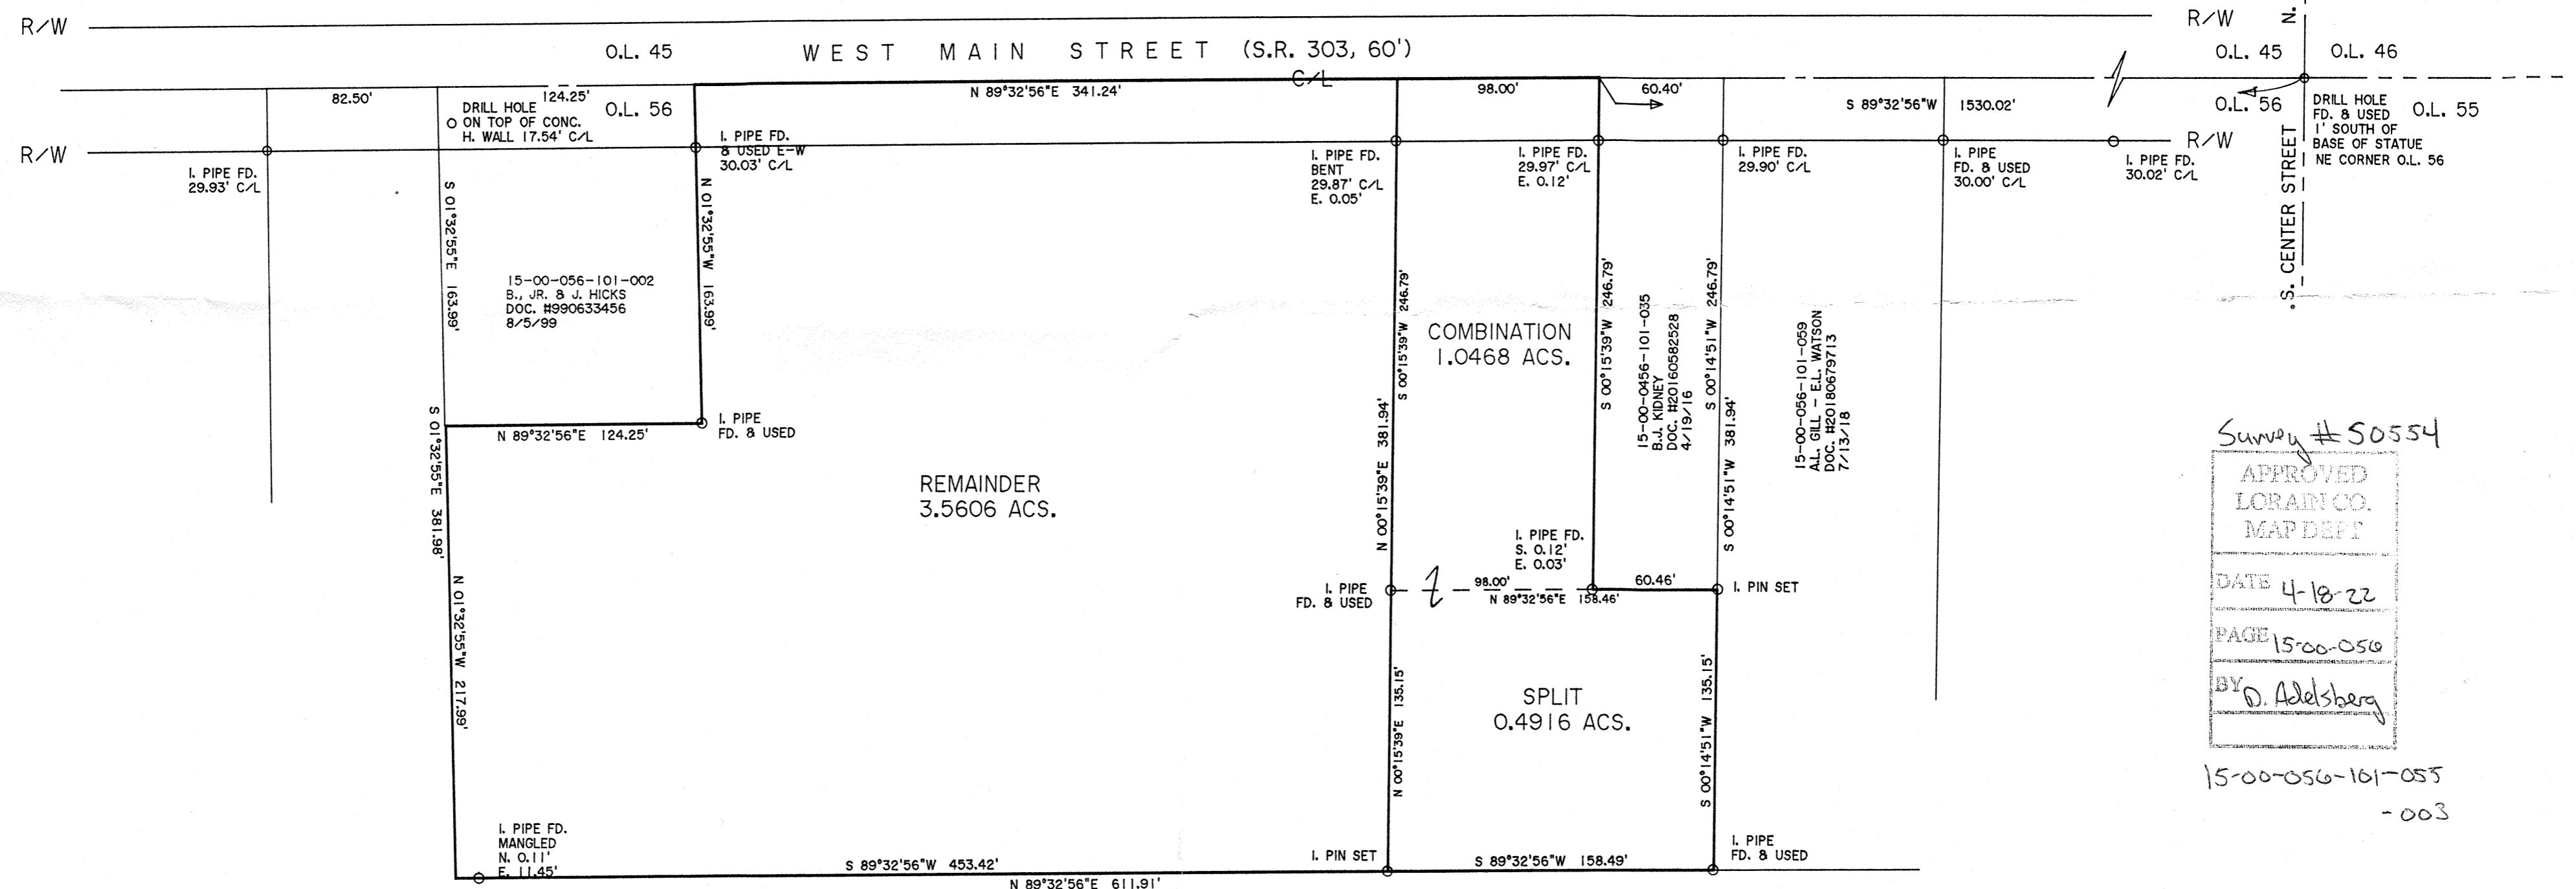 R/W
R/W
N.
O.L. 45
WEST MAIN STREET (S.R. 303, 60')
O.L. 45
O.L. 46
C/L
82.50'
124.25'
N 89°32'56"E 341.24'
98.00'
60.40'
S 89°32'56"W 1530.02'
O.L. 56
O.L. 55
DRILL HOLE
ON TOP OF CONC.
H. WALL 17.54' C/L
O.L. 56
DRILL HOLE
FD. & USED
1' SOUTH OF
BASE OF STATUE
NE CORNER O.L. 56
R/W
R/W
S. CENTER STREET
I. PIPE FD.
29.93' C/L
I. PIPE FD.
& USED E-W
30.03' C/L
I. PIPE FD.
BENT
29.87' C/L
E. 0.05'
I. PIPE FD.
29.97' C/L
E. 0.12'
I. PIPE FD.
29.90' C/L
I. PIPE
FD. & USED
30.00' C/L
I. PIPE FD.
30.02' C/L
S 01°32'55"E 163.99'
N 01°32'55"W 163.99'
15-00-056-101-002
B., JR. & J. HICKS
DOC. #990633456
8/5/99
S 00°15'39"W 246.79'
COMBINATION
1.0468 ACS.
S 00°15'39"W 246.79'
15-00-0456-101-035
B.J. KIDNEY
DOC. #20160582528
4/19/16
S 00°14'51"W 246.79'
15-00-056-101-059
A.L. GILL - E.L. WATSON
DOC. #20180679713
7/13/18
N 89°32'56"E 124.25'
I. PIPE
FD. & USED
S 01°32'55"E 381.98'
REMAINDER
3.5606 ACS.
N 00°15'39"E 381.94'
S 00°14'51"W 381.94'
Survey #50554
APPROVED
LORAIN CO.
MAP DEPT
DATE 4-18-22
PAGE 15-00-056
BY D. Adelsberg
15-00-056-101-055
-003
I. PIPE FD.
S. 0.12'
E. 0.03'
I. PIPE
FD. & USED
98.00'
60.46'
N 89°32'56"E 158.46'
I. PIN SET
N 01°32'55"W 217.99'
N 00°15'39"E 135.15'
SPLIT
0.4916 ACS.
S 00°14'51"W 135.15'
I. PIPE FD.
MANGLED
N. 0.11'
E. 11.45'
S 89°32'56"W 453.42'
N 89°32'56"E 611.91'
I. PIN SET
S 89°32'56"W 158.49'
I. PIPE
FD. & USED